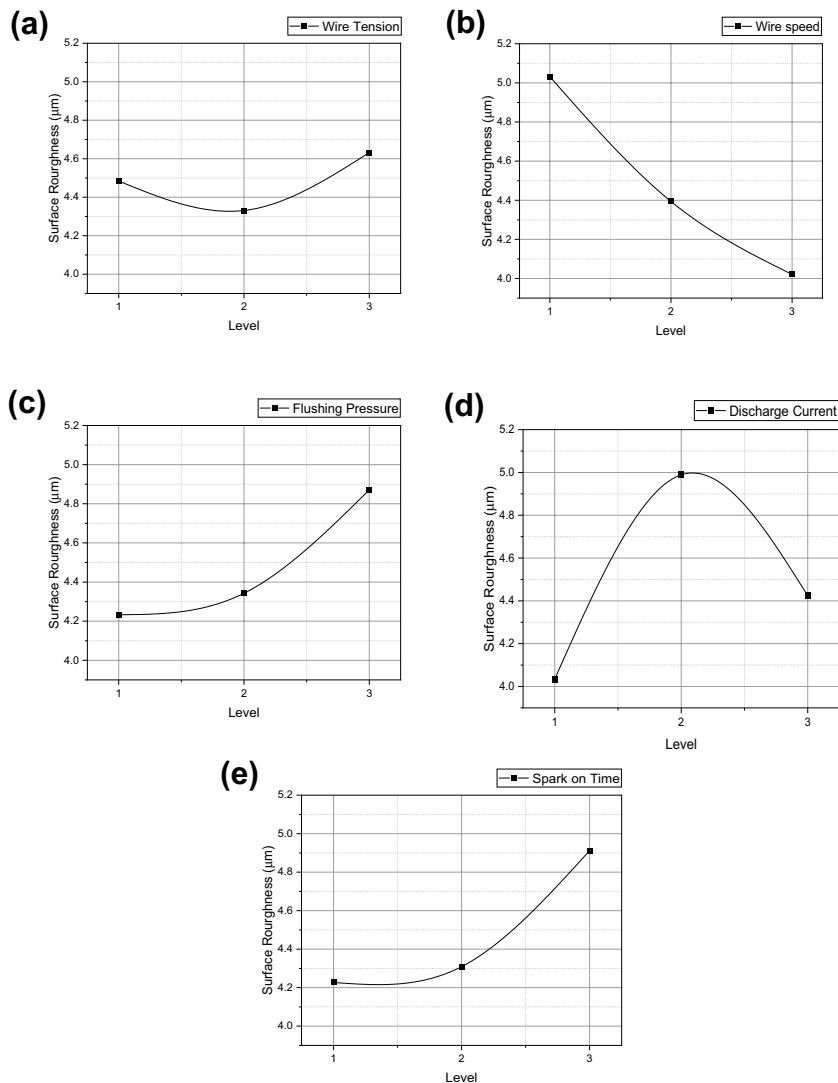 (a)
Wire Tension
5.2
5.0
4.8
4.6
4.4
4.2
4.0
Surface Rourghness (µm)
1 2 3
Level
(b)
Wire speed
5.2
5.0
4.8
4.6
4.4
4.2
4.0
Surface Rourghness (µm)
1 2 3
Level
(c)
Flushing Pressure
5.2
5.0
4.8
4.6
4.4
4.2
4.0
Surface Rourghness (µm)
1 2 3
Level
(d)
Discharge Current
5.2
5.0
4.8
4.6
4.4
4.2
4.0
Surface Rourghness (µm)
1 2 3
Level
(e)
Spark on Time
5.2
5.0
4.8
4.6
4.4
4.2
4.0
Surface Rourghness (µm)
1 2 3
Level